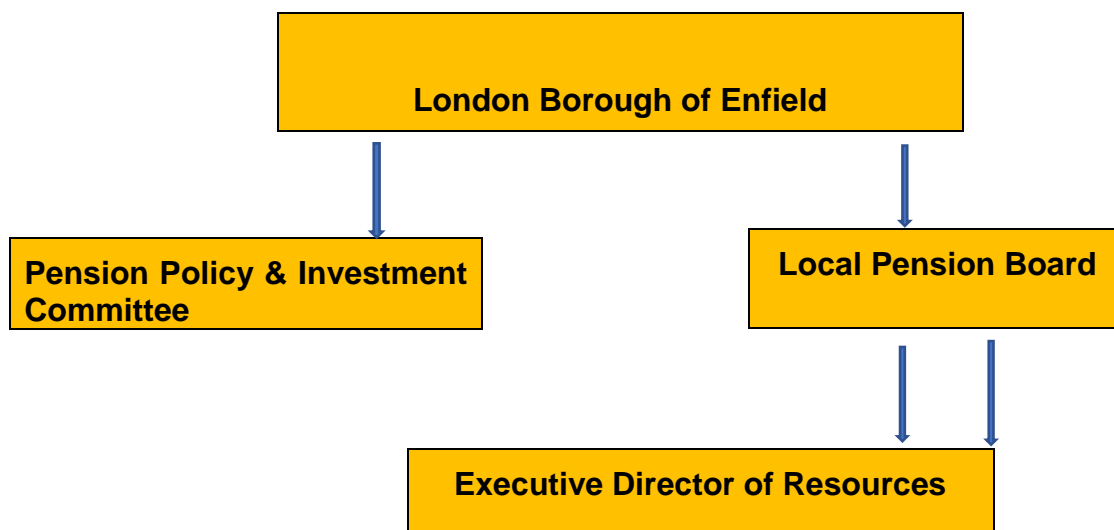 London Borough of Enfield
Pension Policy & Investment
Committee
Local Pension Board
Executive Director of Resources